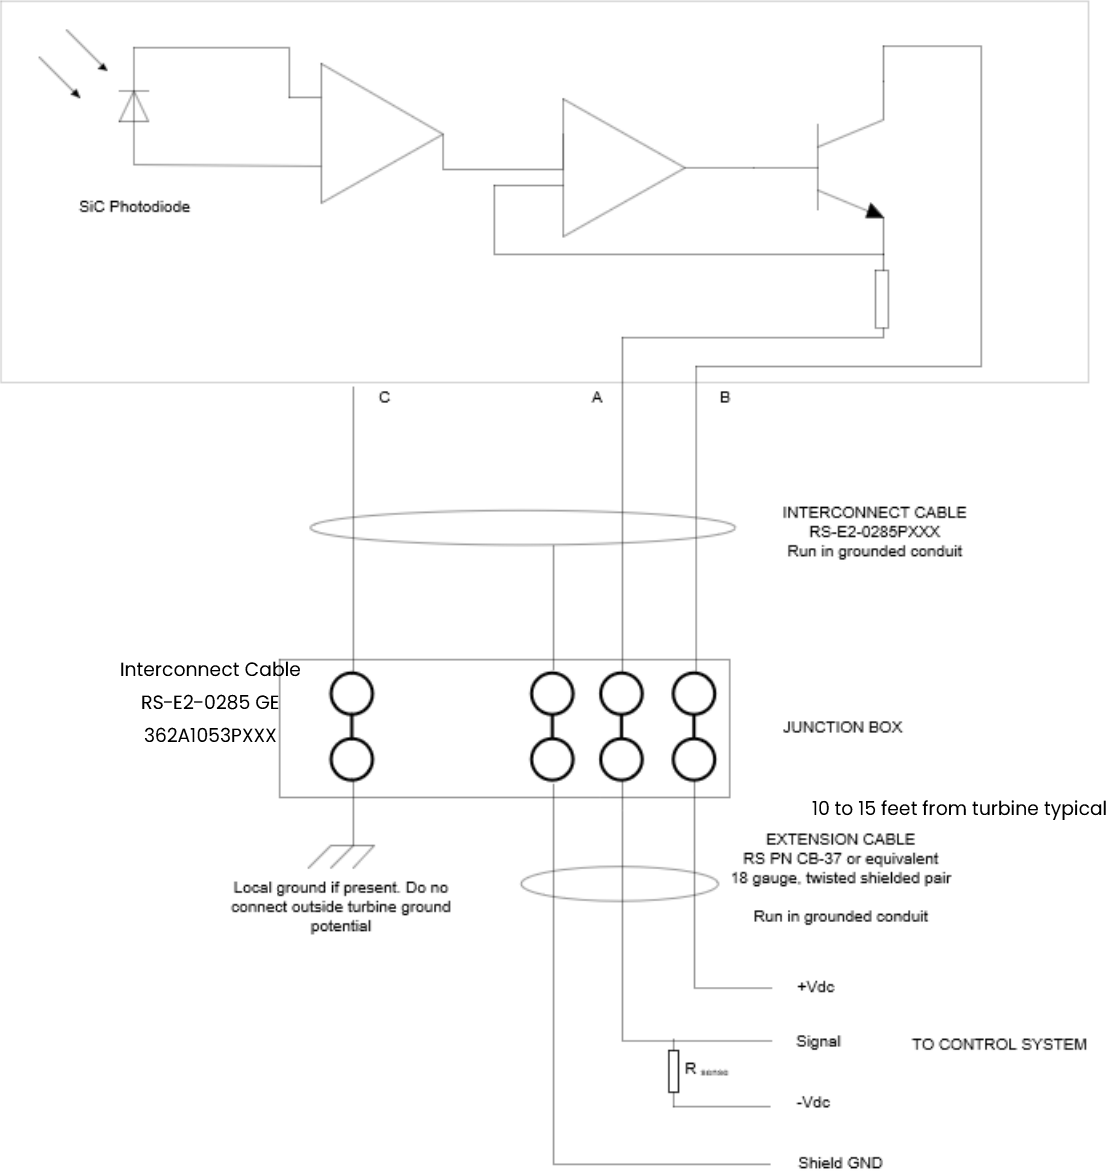 SiC Photodiode
C
A
B
INTERCONNECT CABLE
RS-E2-0285PXXX
Run in grounded conduit
Interconnect Cable
RS-E2-0285 GE
362A1053PXXX
JUNCTION BOX
10 to 15 feet from turbine typical
EXTENSION CABLE
RS PN CB-37 or equivalent
18 gauge, twisted shielded pair
Run in grounded conduit
Local ground if present. Do no
connect outside turbine ground
potential
+Vdc
Signal
TO CONTROL SYSTEM
R sense
-Vdc
Shield GND